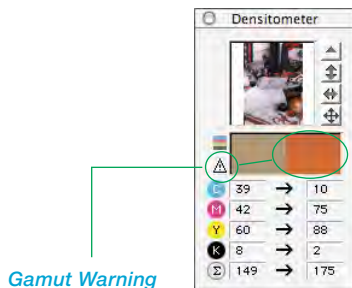 Densitometer
C 39 → 10
M 42 → 75
Y 60 → 88
K 8 → 2
Σ 149 → 175
Gamut Warning